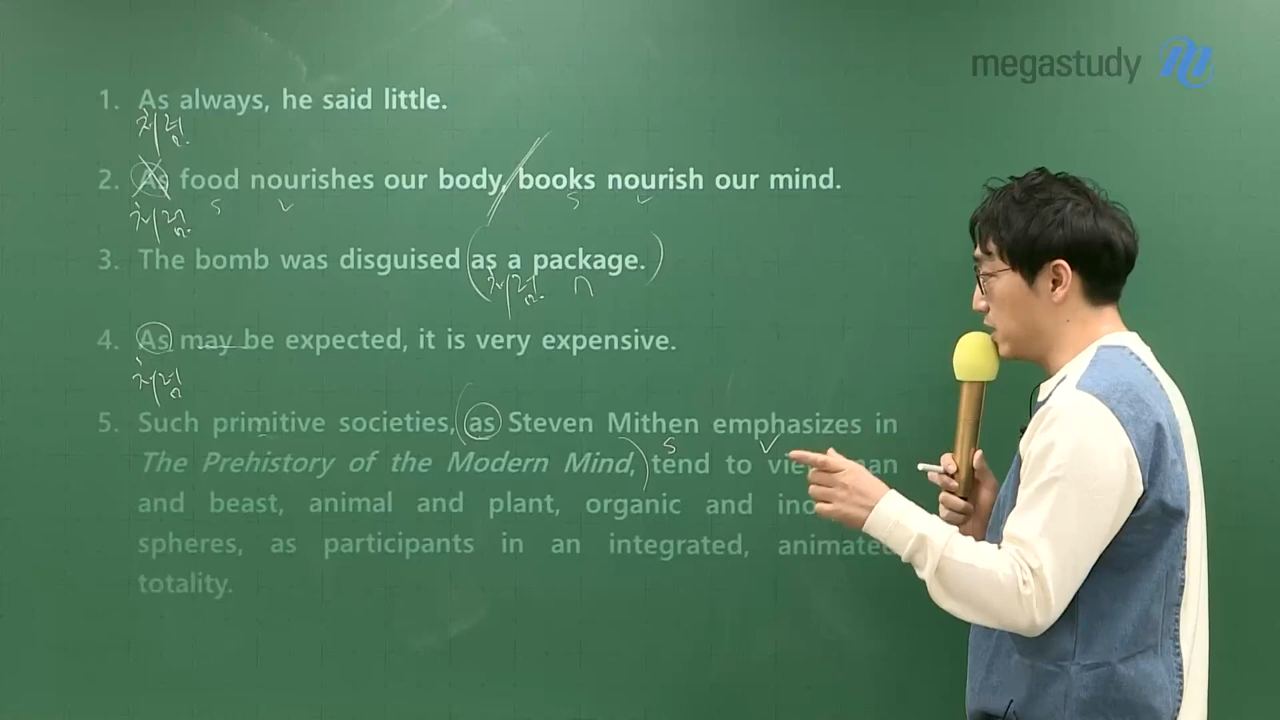 megastudy
1. As always, he said little.
처럼
2. As food nourishes our body, books nourish our mind.
처럼 s v s v
3. The bomb was disguised as a package.
처럼 n
4. As may be expected, it is very expensive.
처럼
5. Such primitive societies, as Steven Mithen emphasizes in
s v
The Prehistory of the Modern Mind, tend to view man
and beast, animal and plant, organic and
spheres, as participants in an integrated, animated
totality.